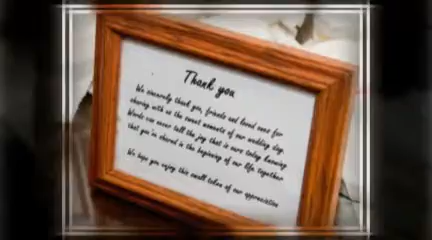 Thank you
We sincerely thank you, friends and loved ones for
sharing with us the sweet moments of our wedding day.
Words can never tell the joy that is ours today knowing
that you've shared in the beginning of our life together
We hope you enjoy this small token of our appreciation